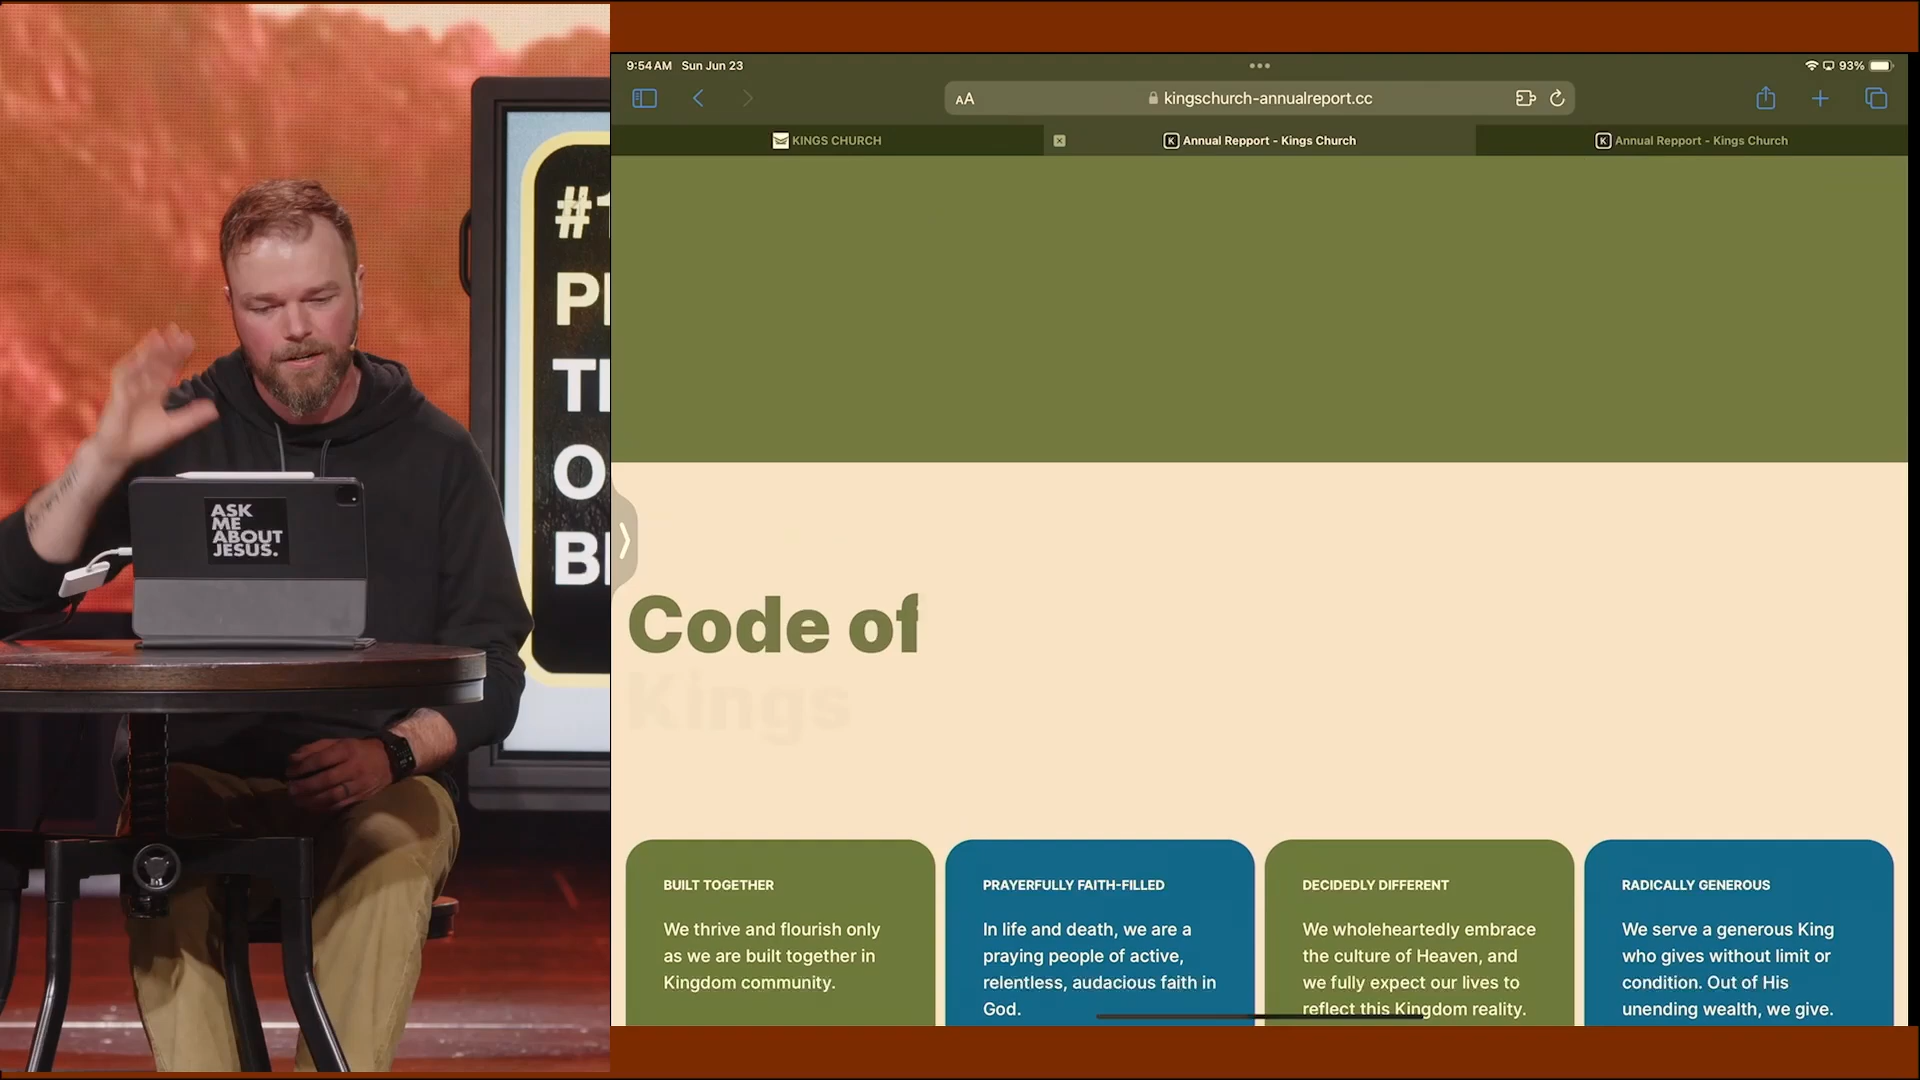 #1
ASK
ME
ABOUT
JESUS.
9:54 AM Sun Jun 23
93%
AA
kingschurch-annualreport.cc
KINGS CHURCH
K Annual Repport - Kings Church
K Annual Repport - Kings Church
Code of
Kings
BUILT TOGETHER
We thrive and flourish only
as we are built together in
Kingdom community.
PRAYERFULLY FAITH-FILLED
In life and death, we are a
praying people of active,
relentless, audacious faith in
God.
DECIDEDLY DIFFERENT
We wholeheartedly embrace
the culture of Heaven, and
we fully expect our lives to
reflect this Kingdom reality.
RADICALLY GENEROUS
We serve a generous King
who gives without limit or
condition. Out of His
unending wealth, we give.